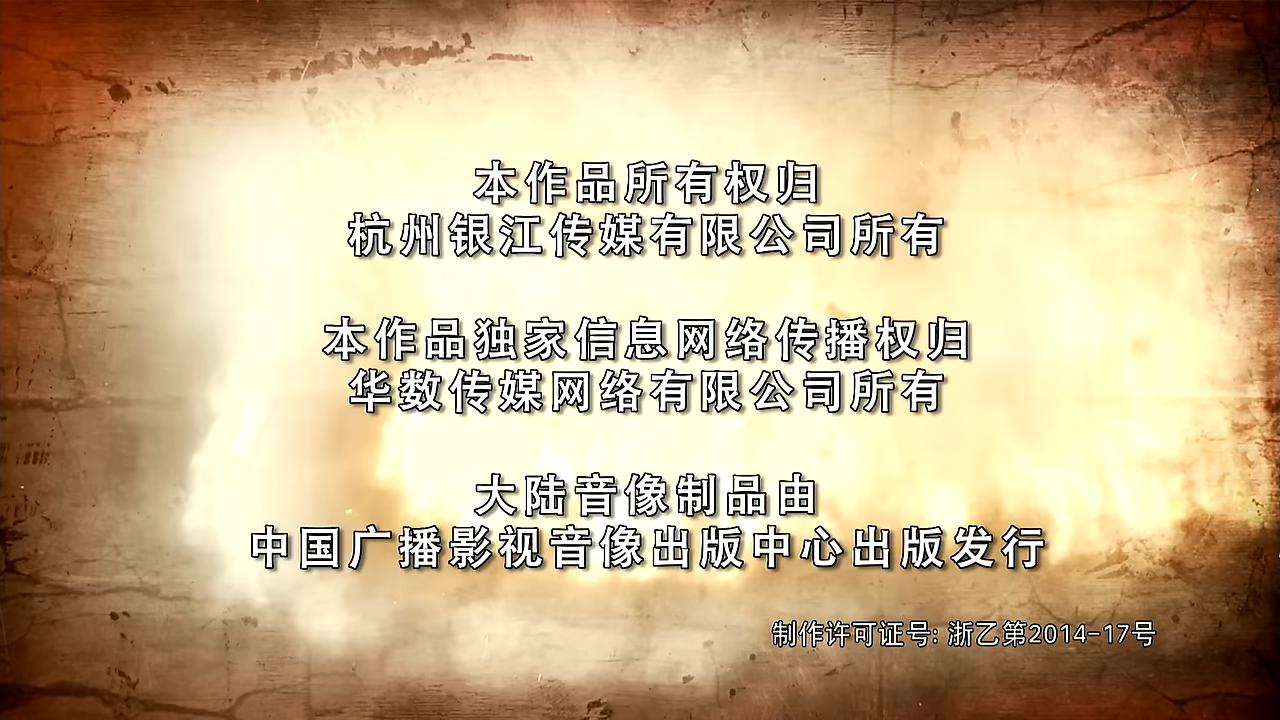 本作品所有权归
杭州银江传媒有限公司所有
本作品独家信息网络传播权归
华数传媒网络有限公司所有
大陆音像制品由
中国广播影视音像出版中心出版发行
制作许可证号: 浙乙第2014-17号